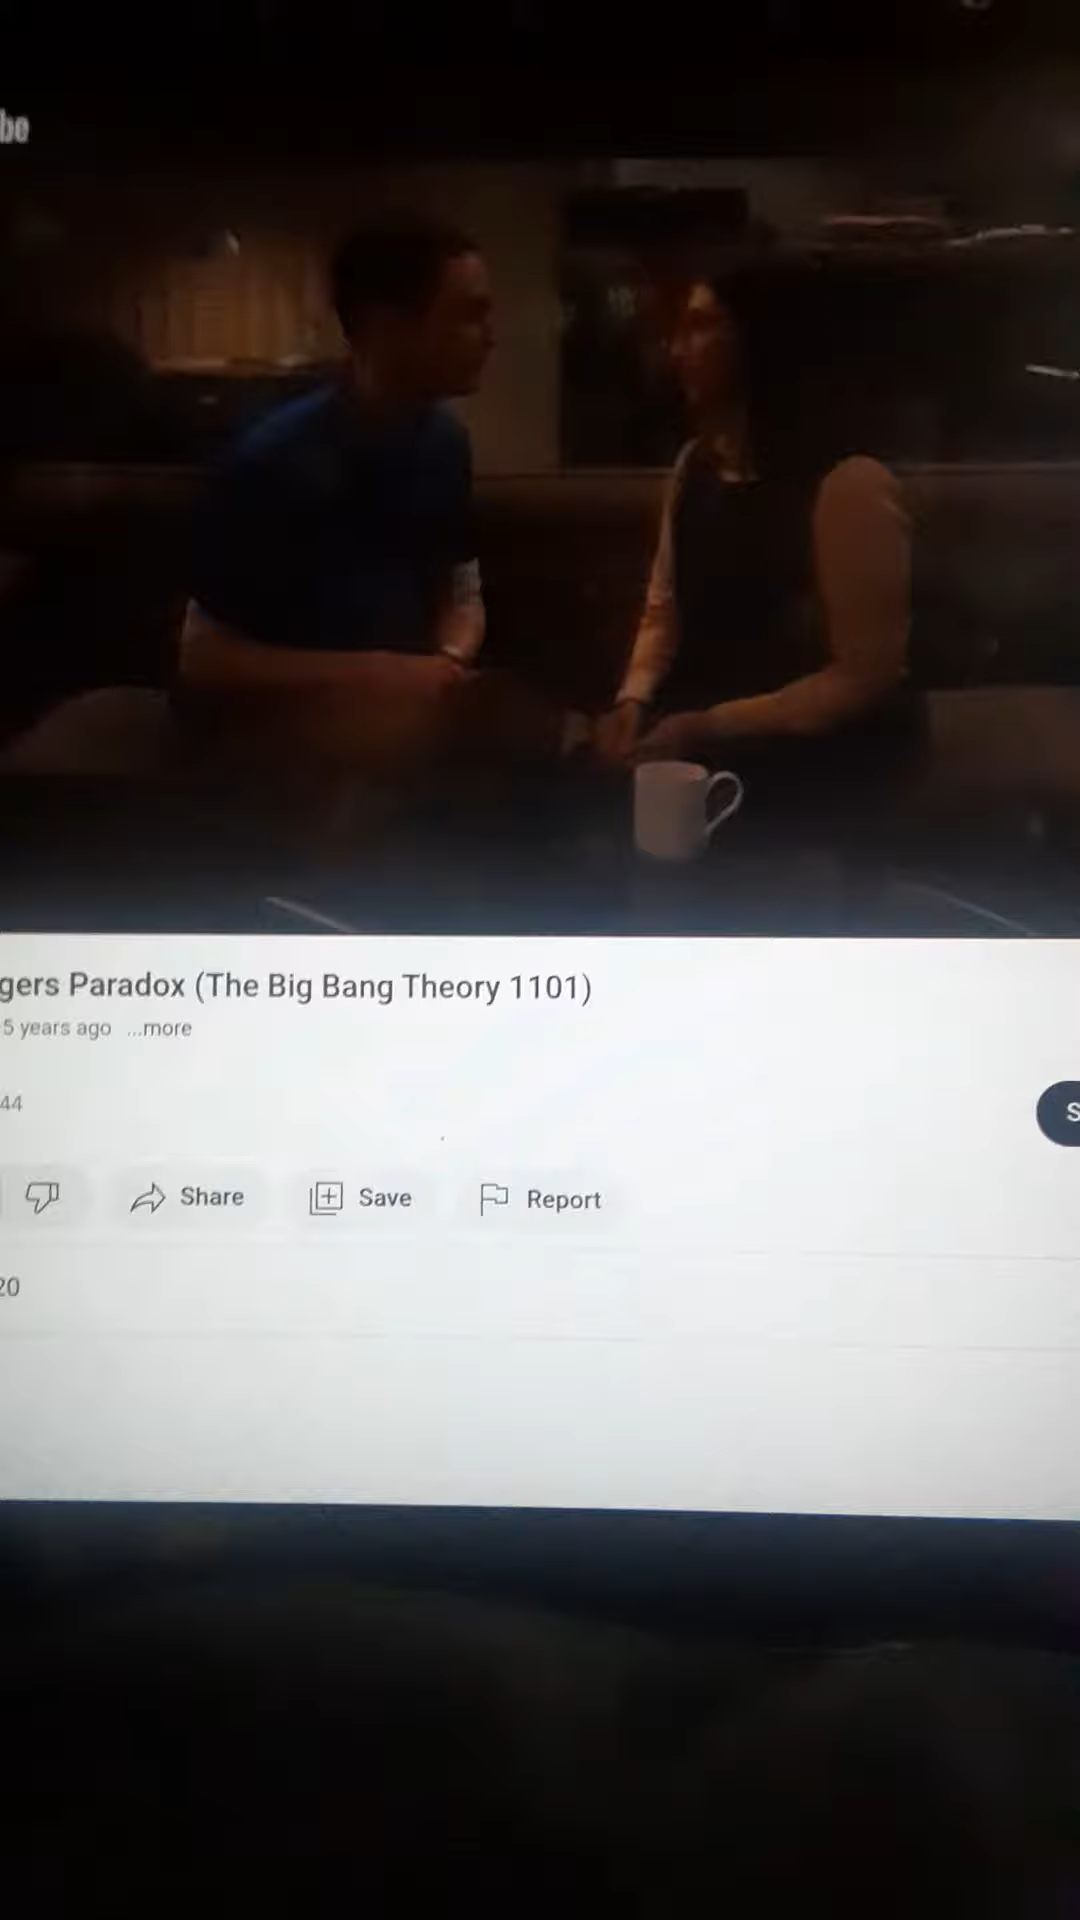 be
gers Paradox (The Big Bang Theory 1101)
5 years ago ...more
44
S
Share
Save
Report
20